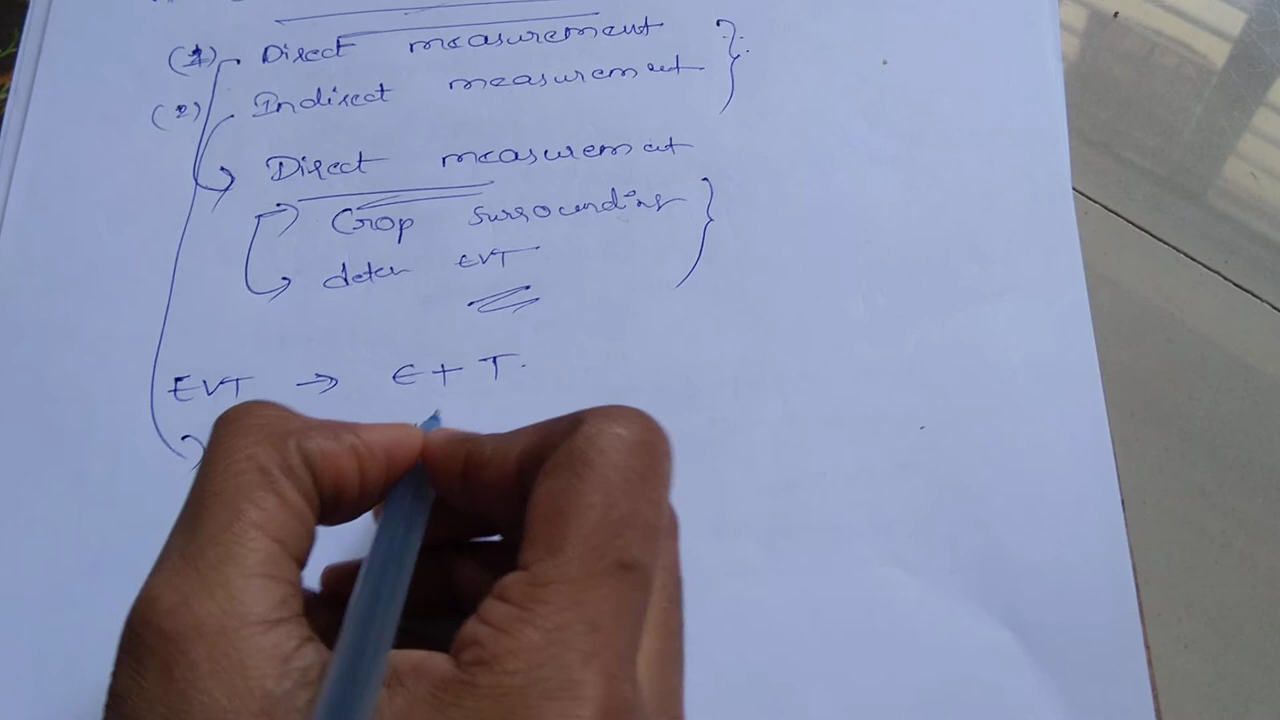 (1) Direct measurement
(2) Indirect measurement
Direct measurement
Crop surrounding
deter EVT
EVT → E + T.